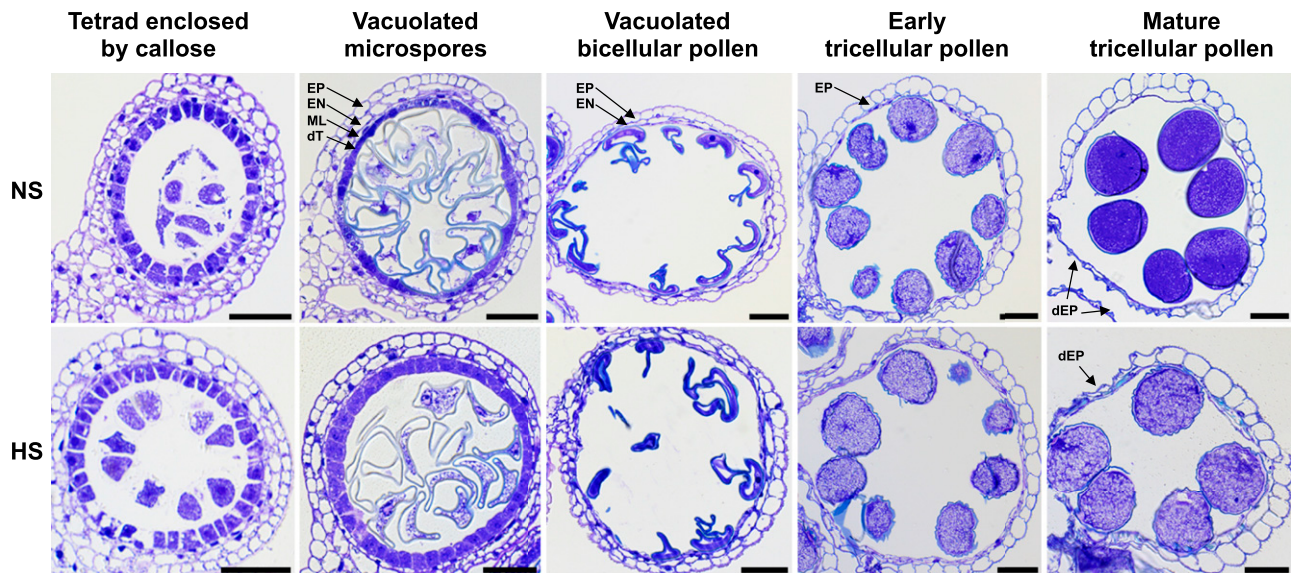 Tetrad enclosed
by callose
Vacuolated
microspores
Vacuolated
bicellular pollen
Early
tricellular pollen
Mature
tricellular pollen
NS
EP
EN
ML
dT
EP
EN
EP
dEP
HS
dEP